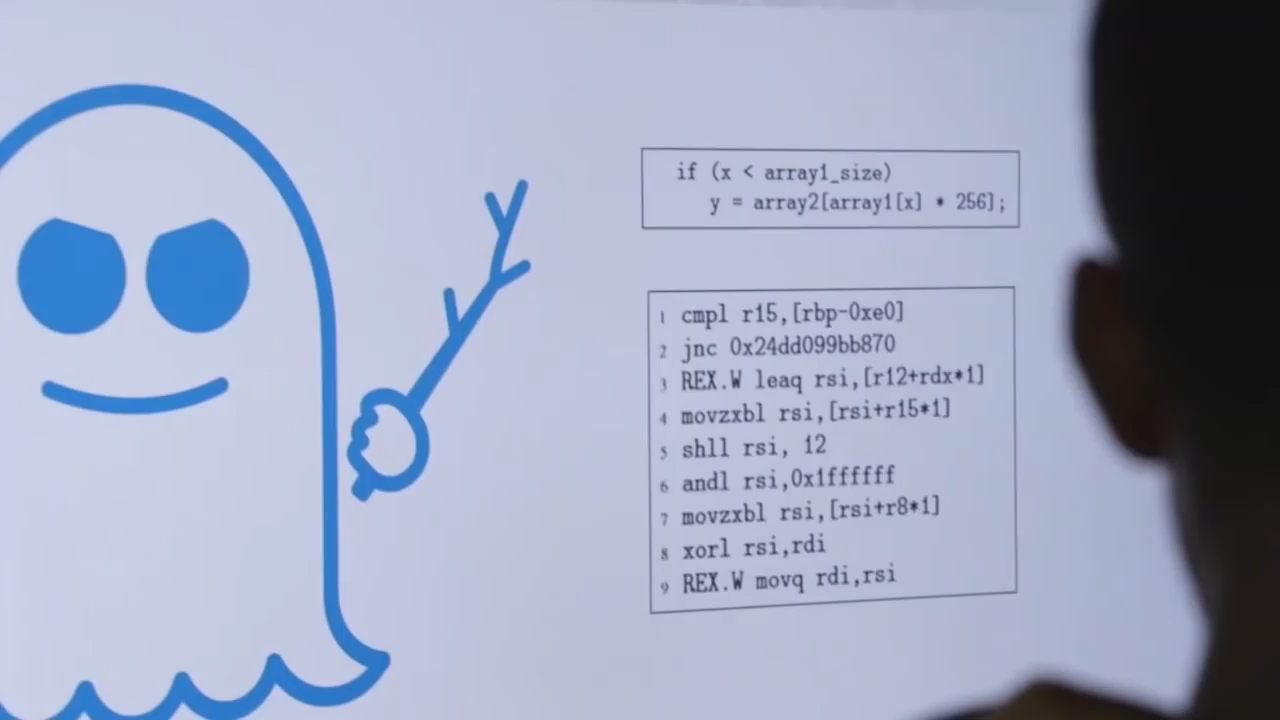 if (x < array1_size)
y = array2[array1[x] * 256];
1 cmpl r15,[rbp-0xe0]
2 jnc 0x24dd099bb870
3 REX.W leaq rsi,[r12+rdx*1]
4 movzxbl rsi,[rsi+r15*1]
5 shll rsi, 12
6 andl rsi,0x1ffffff
7 movzxbl rsi,[rsi+r8*1]
8 xorl rsi,rdi
9 REX.W movq rdi,rsi